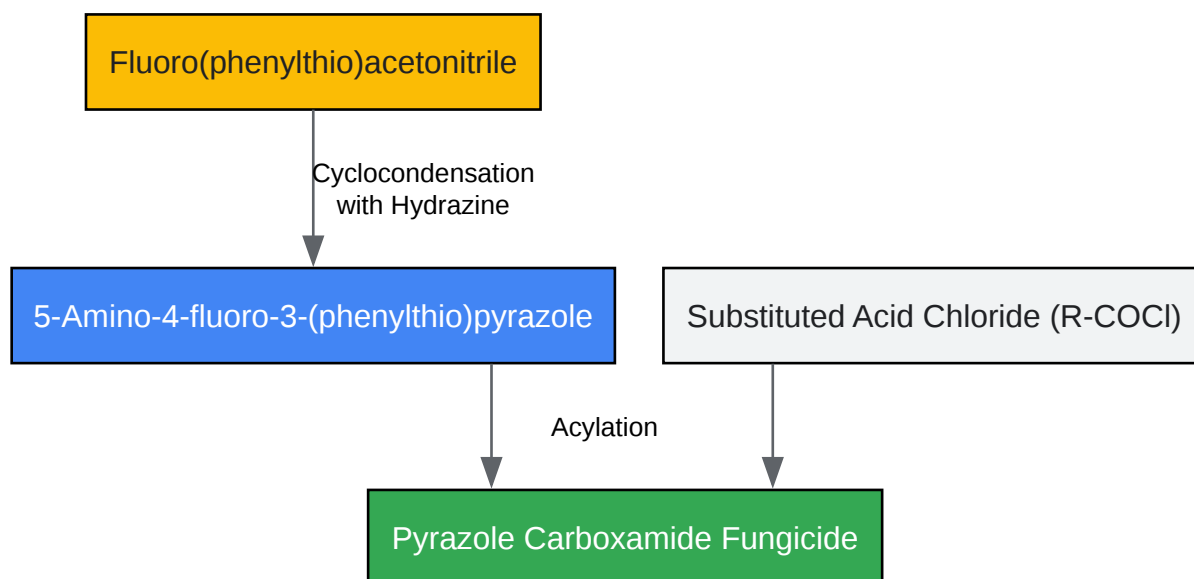 Fluoro(phenylthio)acetonitrile
Cyclocondensation
with Hydrazine
5-Amino-4-fluoro-3-(phenylthio)pyrazole
Substituted Acid Chloride (R-COCl)
Acylation
Pyrazole Carboxamide Fungicide